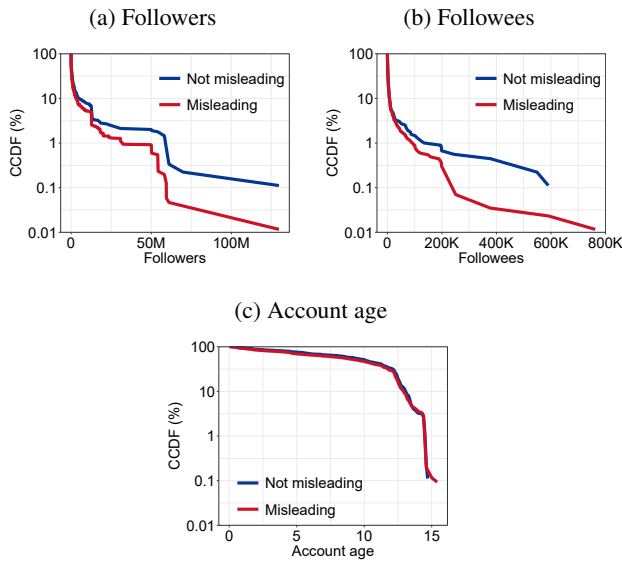 (a) Followers
100
10
1
0.1
0.01
CCDF (%)
Not misleading
Misleading
0
50M
100M
Followers
(b) Followees
100
10
1
0.1
0.01
CCDF (%)
Not misleading
Misleading
0
200K
400K
600K
800K
Followees
(c) Account age
100
10
1
0.1
0.01
CCDF (%)
Not misleading
Misleading
0
5
10
15
Account age